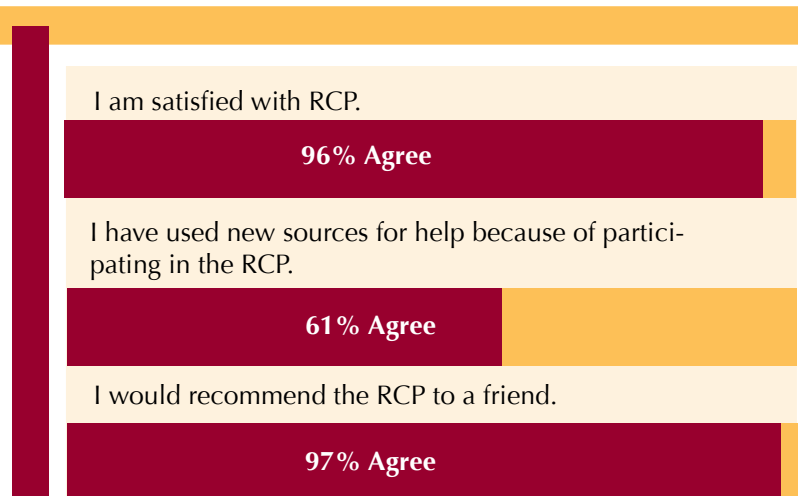 I am satisfied with RCP.
96% Agree
I have used new sources for help because of partici-
pating in the RCP.
61% Agree
I would recommend the RCP to a friend.
97% Agree